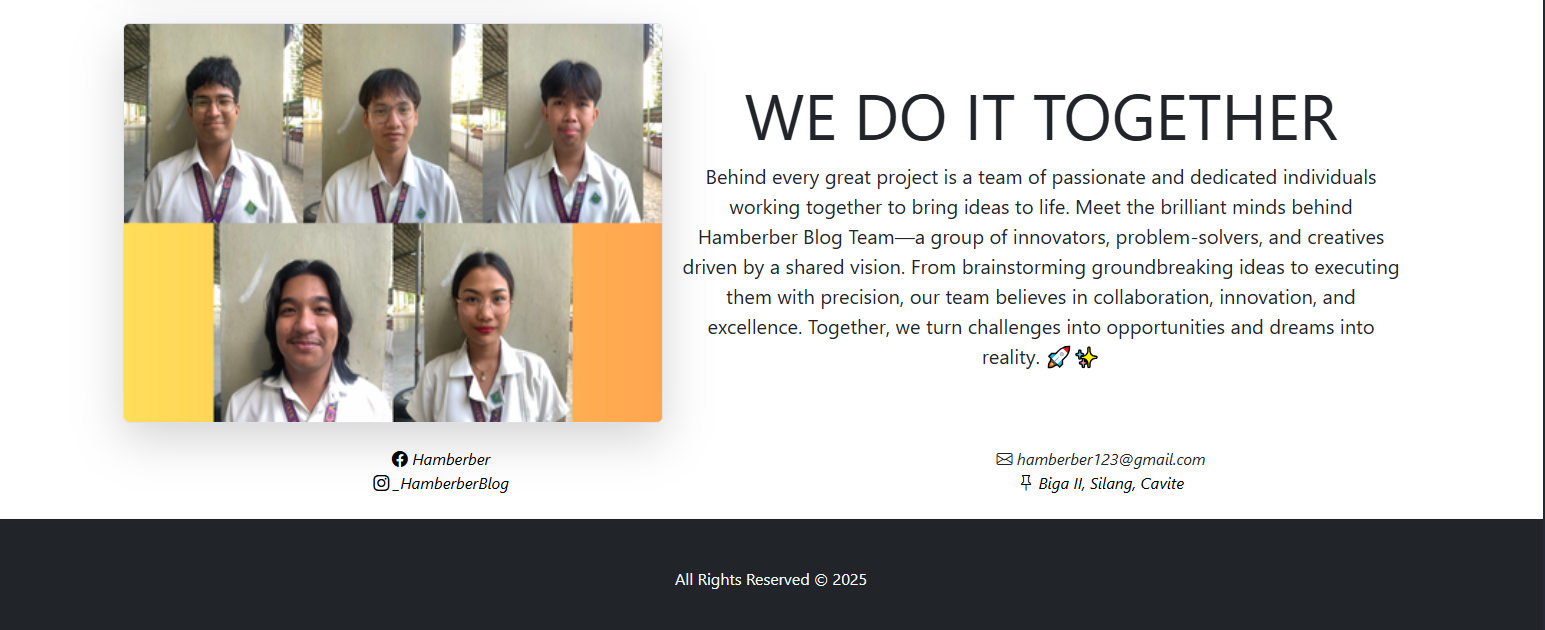 WE DO IT TOGETHER
Behind every great project is a team of passionate and dedicated individuals
working together to bring ideas to life. Meet the brilliant minds behind
Hamberber Blog Team—a group of innovators, problem-solvers, and creatives
driven by a shared vision. From brainstorming groundbreaking ideas to executing
them with precision, our team believes in collaboration, innovation, and
excellence. Together, we turn challenges into opportunities and dreams into
reality. 🚀✨
Hamberber
_HamberberBlog
hamberber123@gmail.com
Biga II, Silang, Cavite
All Rights Reserved © 2025